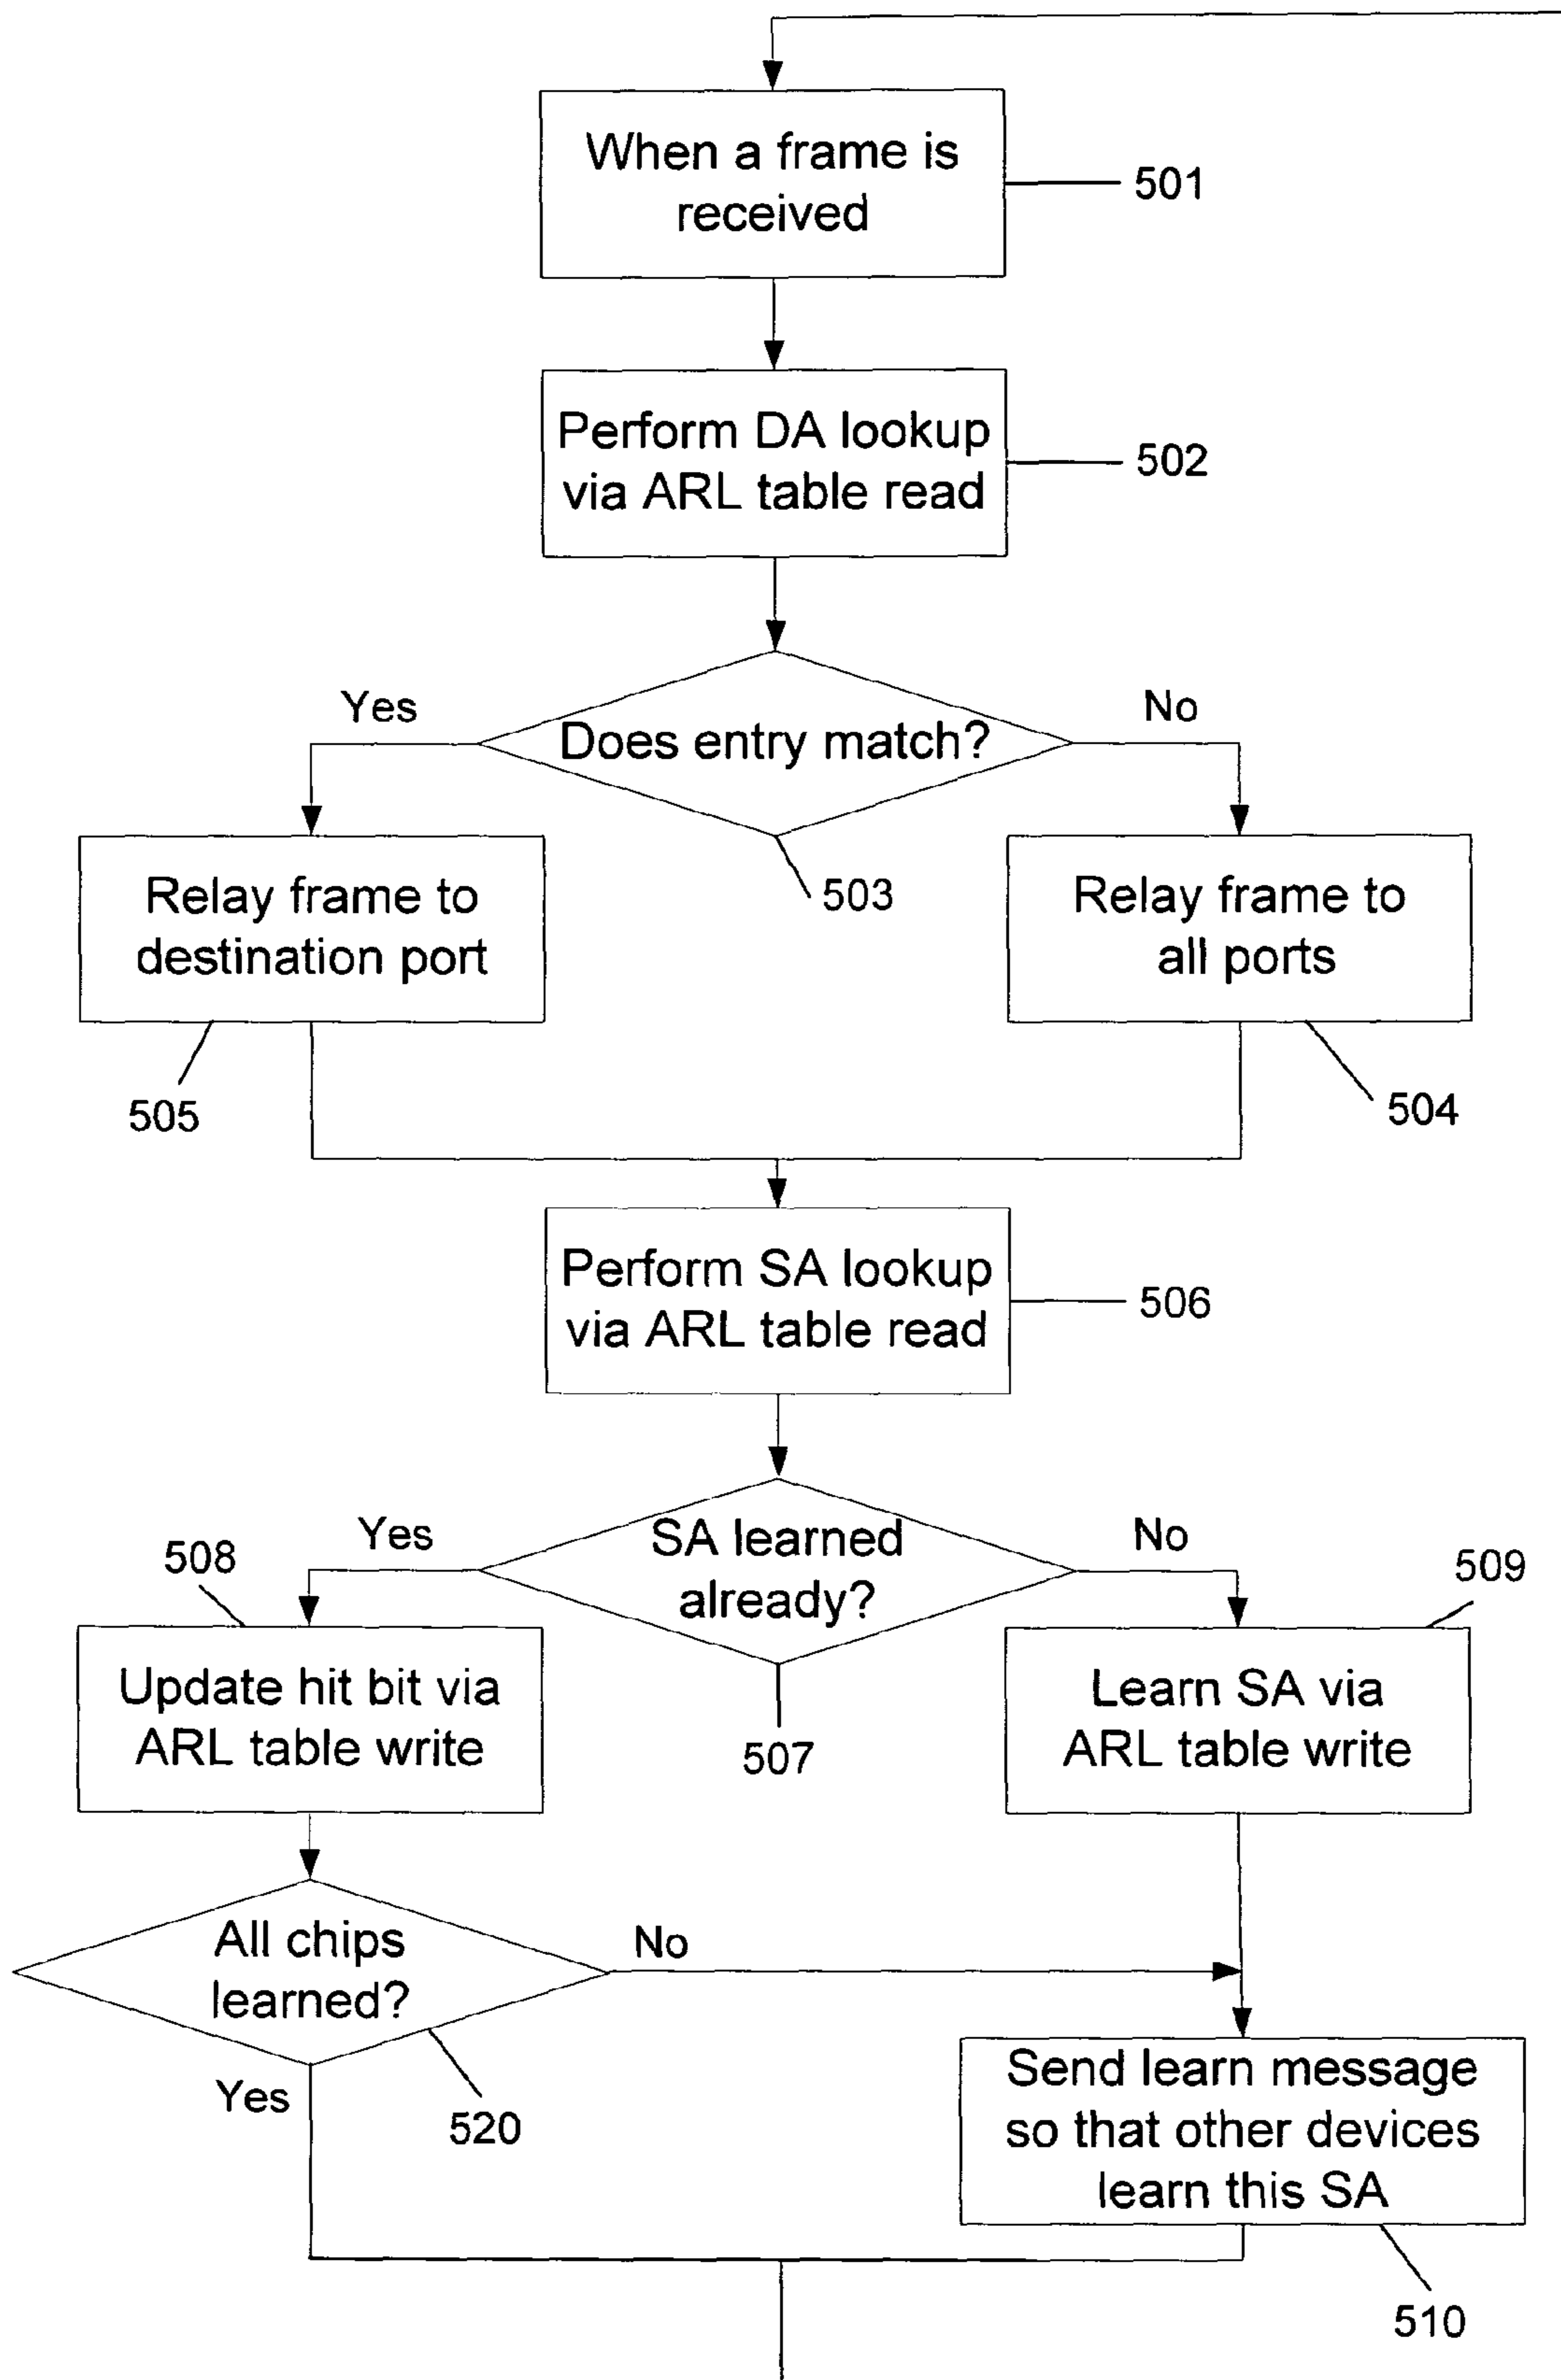 When a frame is
received
501
Perform DA lookup
via ARL table read
502
Yes
No
Does entry match?
503
Relay frame to
destination port
505
Relay frame to
all ports
504
Perform SA lookup
via ARL table read
506
Yes
No
SA learned
already?
507
508
Update hit bit via
ARL table write
509
Learn SA via
ARL table write
All chips
learned?
No
Yes
520
Send learn message
so that other devices
learn this SA
510